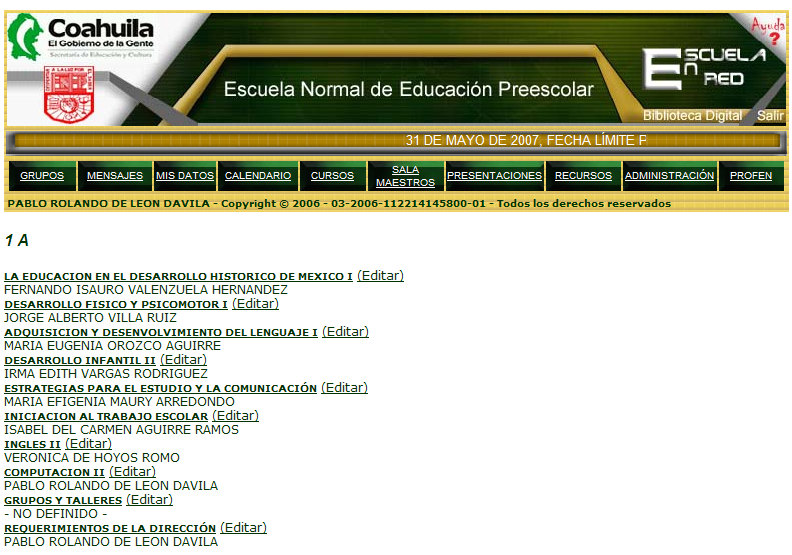 Coahuila
El Gobierno de la Gente
Secretaría de Educación y Cultura
Ayuda
?
ESCUELA
EN
RED
Escuela Normal de Educación Preescolar
Biblioteca Digital
Salir
31 DE MAYO DE 2007, FECHA LÍMITE P
GRUPOS
MENSAJES
MIS DATOS
CALENDARIO
CURSOS
SALA
MAESTROS
PRESENTACIONES
RECURSOS
ADMINISTRACIÓN
PROFEN
PABLO ROLANDO DE LEON DAVILA - Copyright © 2006 - 03-2006-112214145800-01 - Todos los derechos reservados
1 A
LA EDUCACION EN EL DESARROLLO HISTORICO DE MEXICO I (Editar)
FERNANDO ISAURO VALENZUELA HERNANDEZ
DESARROLLO FISICO Y PSICOMOTOR I (Editar)
JORGE ALBERTO VILLA RUIZ
ADQUISICION Y DESENVOLVIMIENTO DEL LENGUAJE I (Editar)
MARIA EUGENIA OROZCO AGUIRRE
DESARROLLO INFANTIL II (Editar)
IRMA EDITH VARGAS RODRIGUEZ
ESTRATEGIAS PARA EL ESTUDIO Y LA COMUNICACIÓN (Editar)
MARIA EFIGENIA MAURY ARREDONDO
INICIACION AL TRABAJO ESCOLAR (Editar)
ISABEL DEL CARMEN AGUIRRE RAMOS
INGLES II (Editar)
VERONICA DE HOYOS ROMO
COMPUTACION II (Editar)
PABLO ROLANDO DE LEON DAVILA
GRUPOS Y TALLERES (Editar)
- NO DEFINIDO -
REQUERIMIENTOS DE LA DIRECCIÓN (Editar)
PABLO ROLANDO DE LEON DAVILA